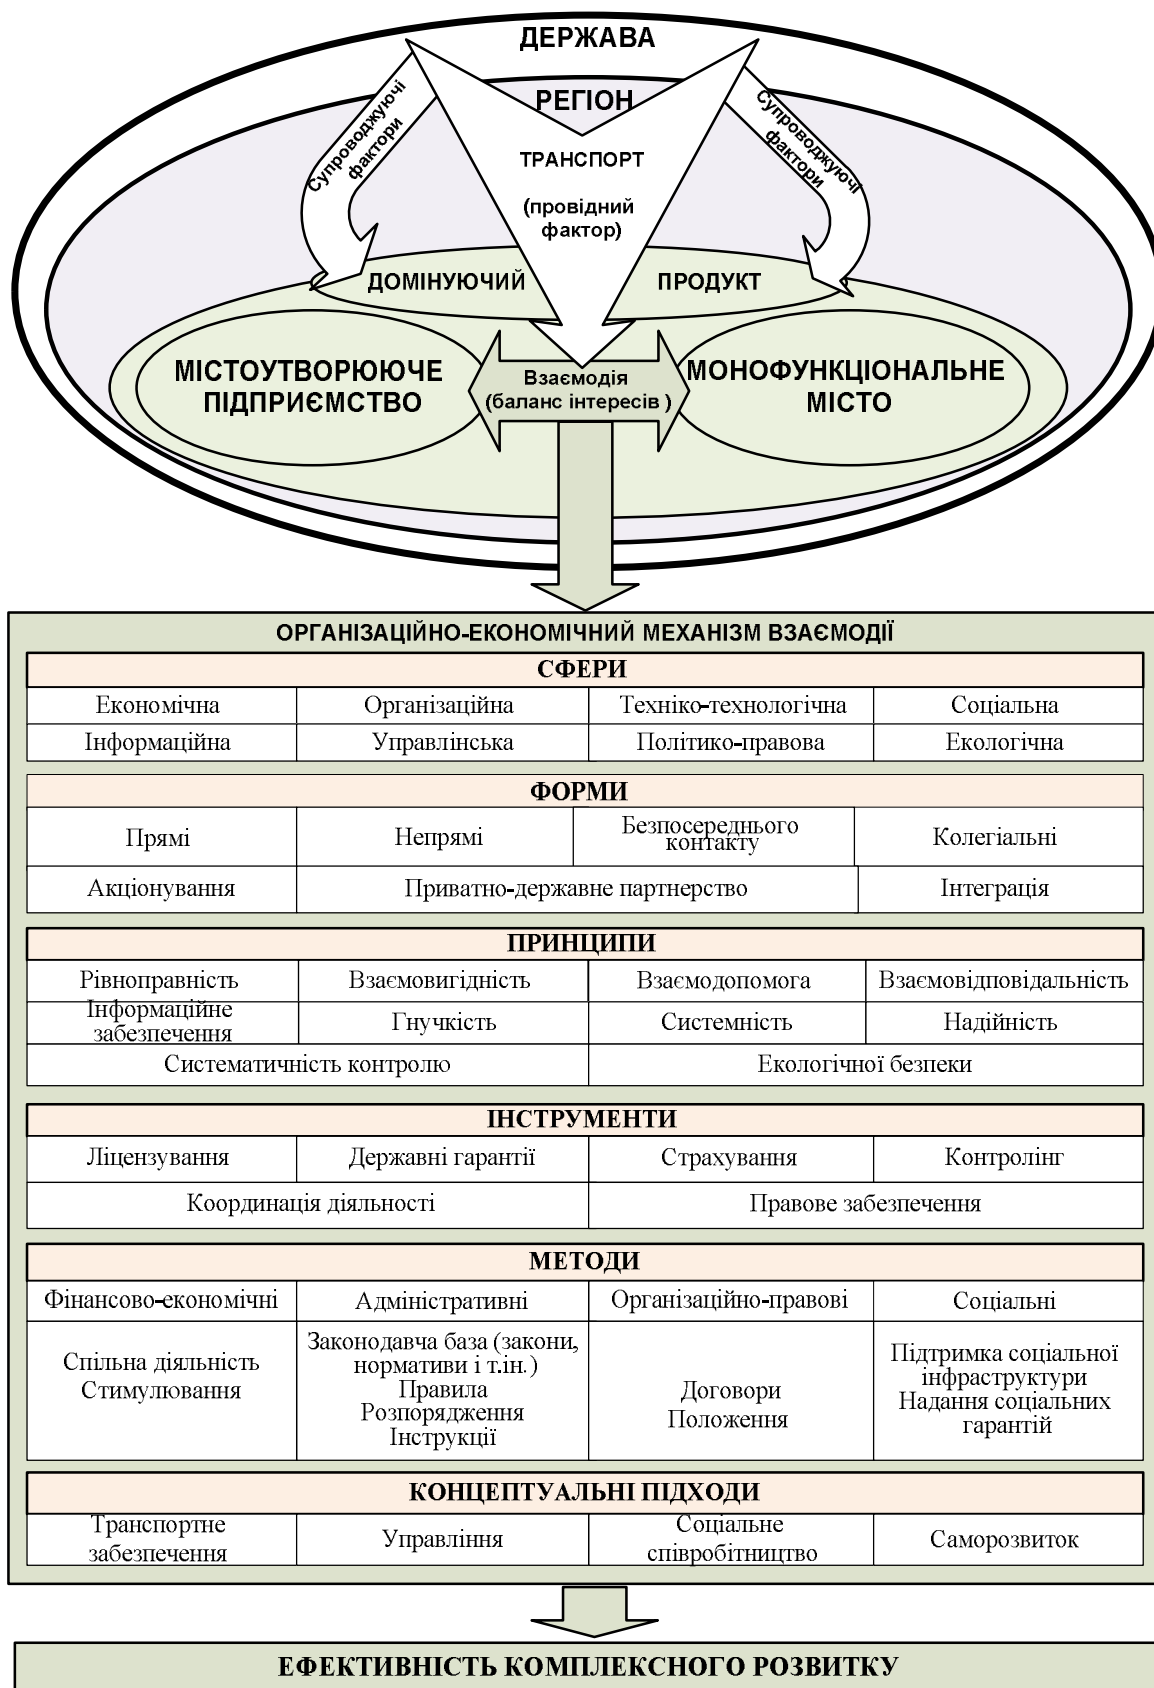 ДЕРЖАВА
РЕГІОН
Супроводжуючі
фактори
Супроводжуючі
фактори
ТРАНСПОРТ
(провідний
фактор)
ДОМІНУЮЧИЙ ПРОДУКТ
МІСТОУТВОРЮЮЧЕ
ПІДПРИЄМСТВО
Взаємодія
(баланс інтересів )
МОНОФУНКЦІОНАЛЬНЕ
МІСТО
ОРГАНІЗАЦІЙНО-ЕКОНОМІЧНИЙ МЕХАНІЗМ ВЗАЄМОДІЇ
СФЕРИ
Економічна Організаційна Техніко-технологічна Соціальна
Інформаційна Управлінська Політико-правова Екологічна
ФОРМИ
Прямі Непрямі
Безпосереднього
контакту
Колегіальні
Акціонування Приватно-державне партнерство Інтеграція
ПРИНЦИПИ
Рівноправність Взаємовигідність Взаємодопомога Взаємовідповідальність
Інформаційне
забезпечення
Гнучкість Системність Надійність
Систематичність контролю Екологічної безпеки
ІНСТРУМЕНТИ
Ліцензування Державні гарантії Страхування Контролінг
Координація діяльності Правове забезпечення
МЕТОДИ
Фінансово-економічні Адміністративні Організаційно-правові Соціальні
Спільна діяльність
Стимулювання
Законодавча база (закони,
нормативи і т.ін.)
Правила
Розпорядження
Інструкції
Договори
Положення
Підтримка соціальної
інфраструктури
Надання соціальних
гарантій
КОНЦЕПТУАЛЬНІ ПІДХОДИ
Транспортне
забезпечення
Управління
Соціальне
співробітництво
Саморозвиток
ЕФЕКТИВНІСТЬ КОМПЛЕКСНОГО РОЗВИТКУ